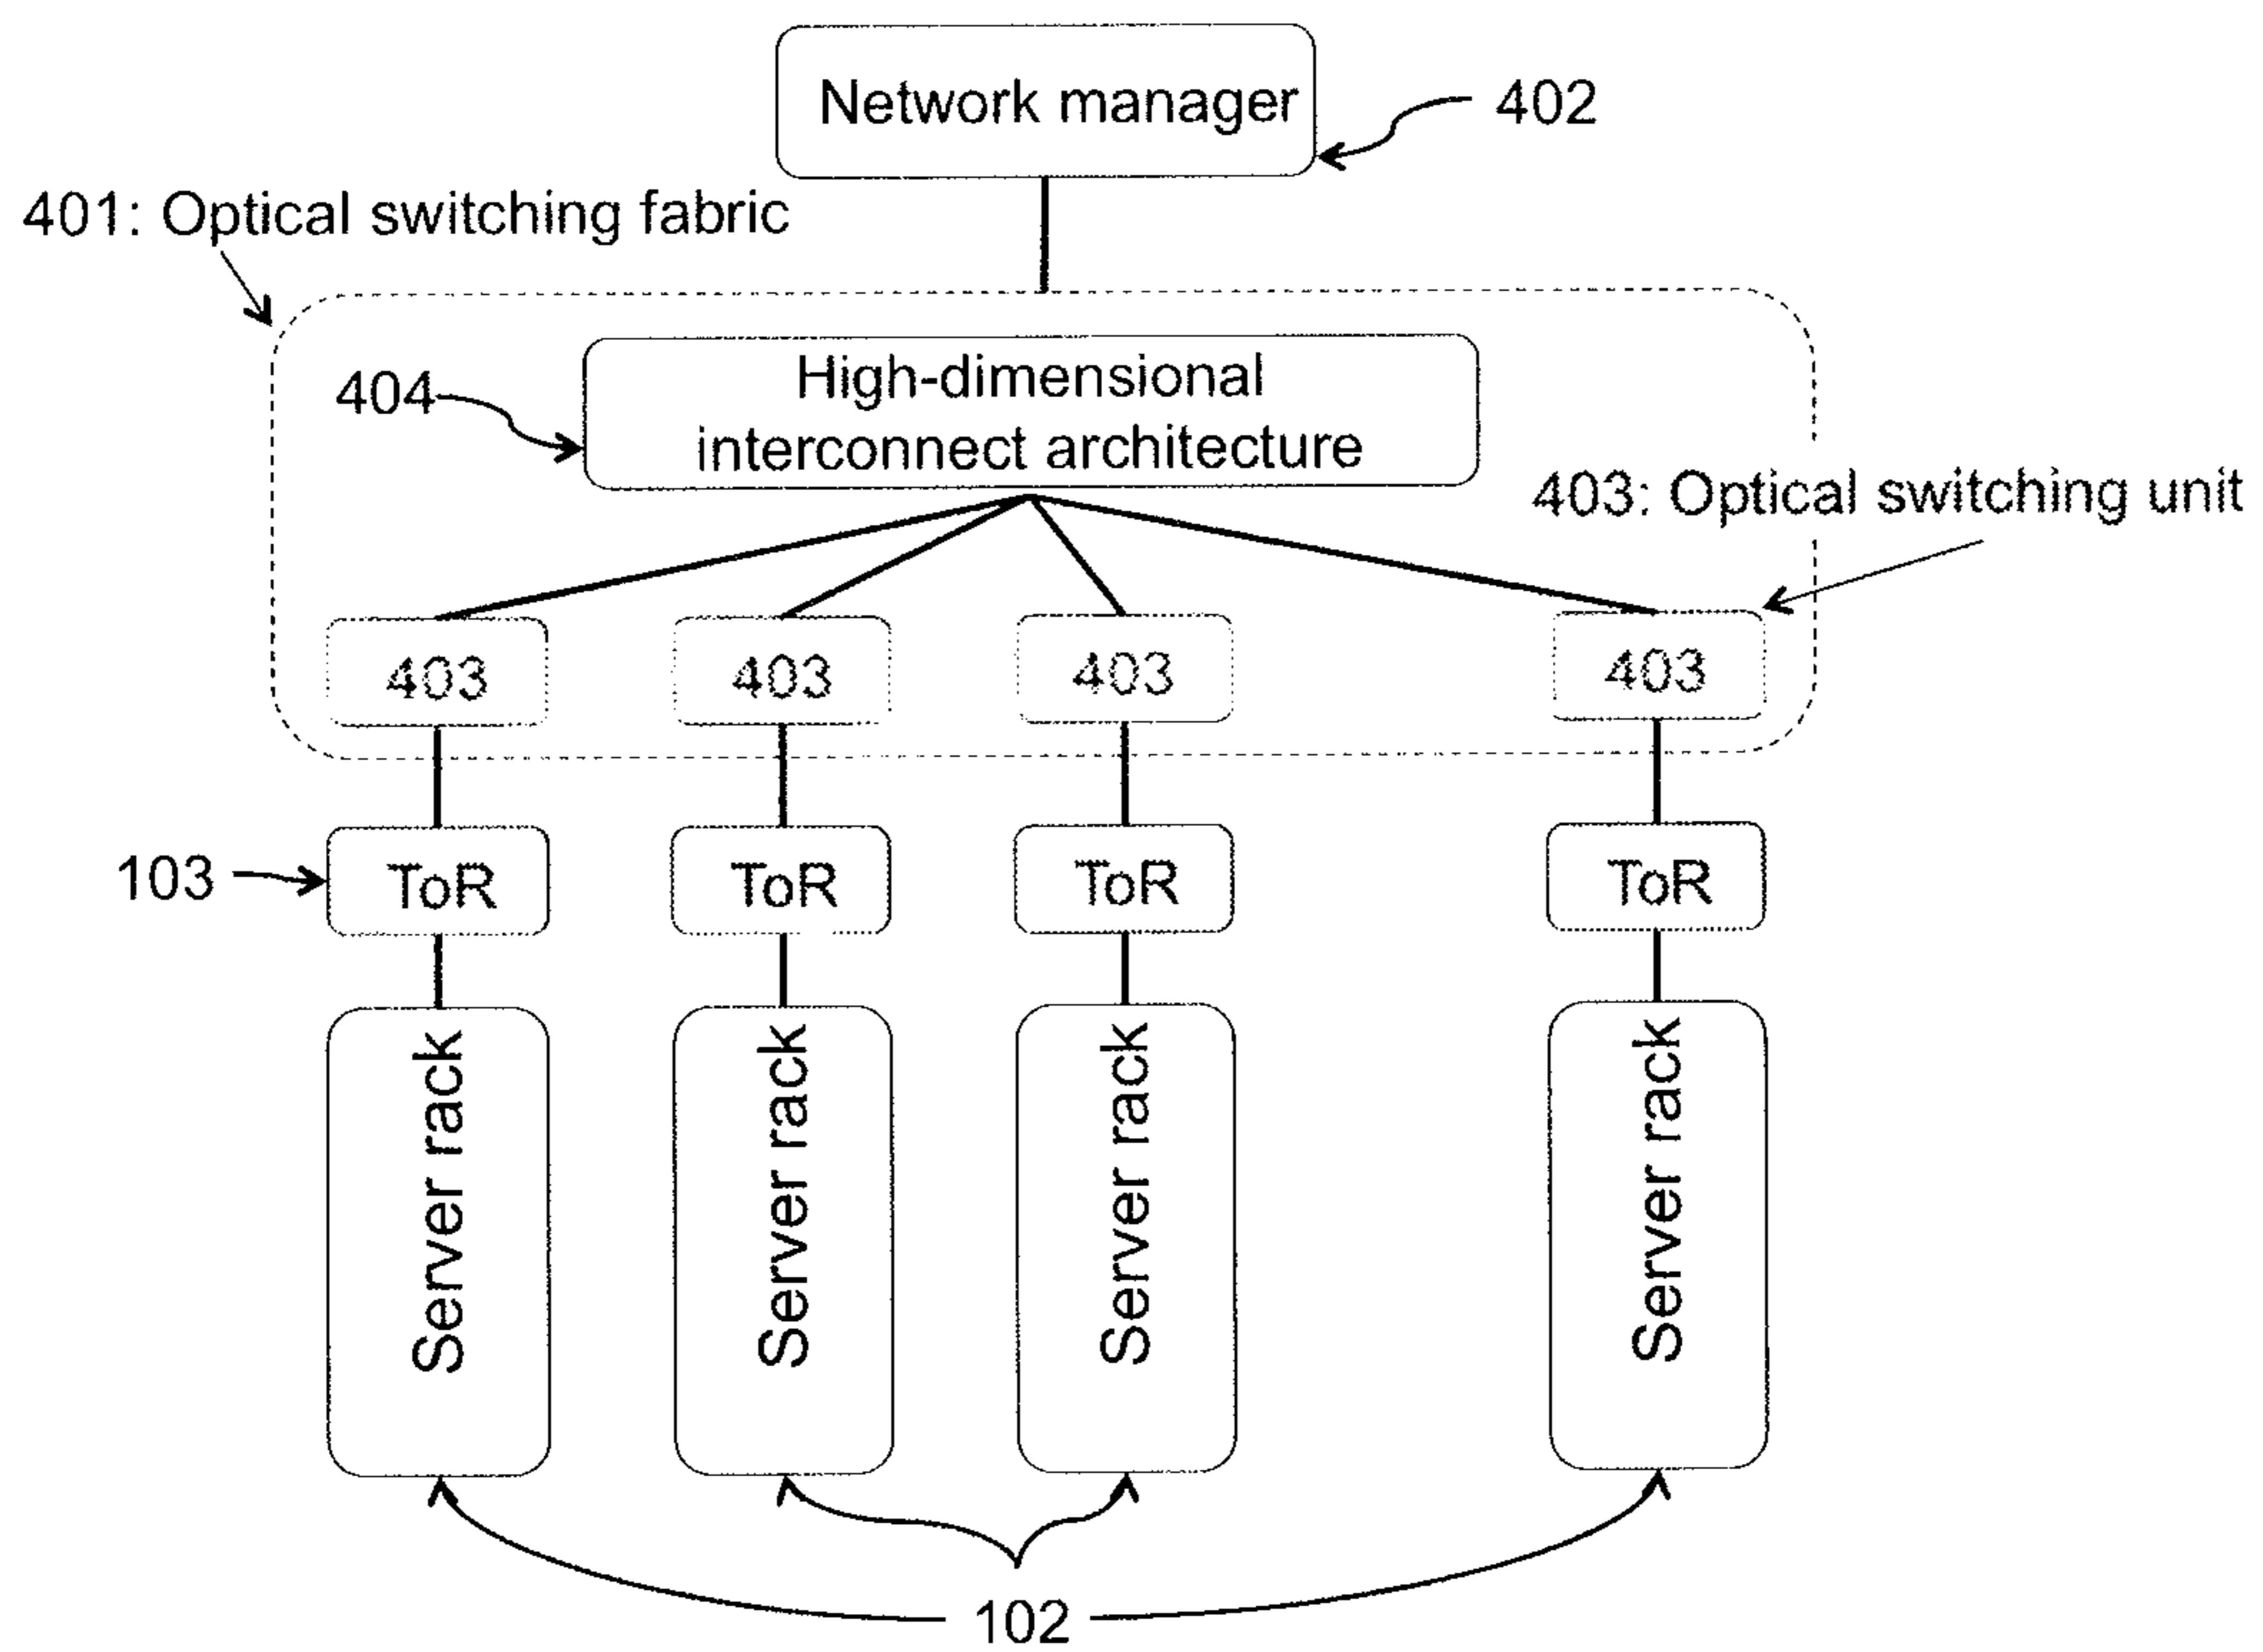 Network manager
402
401: Optical switching fabric
High-dimensional
interconnect architecture
404
403: Optical switching unit
403
403
403
403
103
ToR
ToR
ToR
ToR
Server rack
Server rack
Server rack
Server rack
102